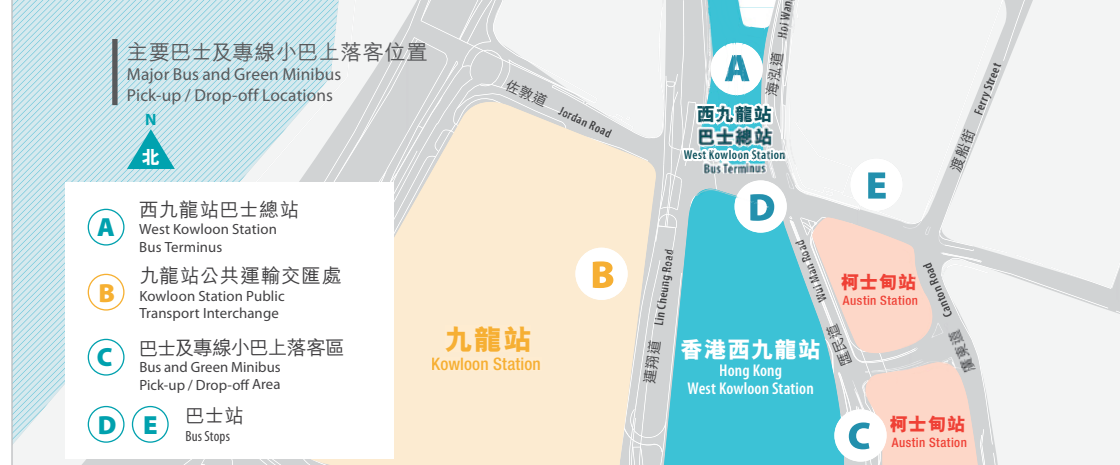 主要巴士及專線小巴上落客位置
Major Bus and Green Minibus
Pick-up / Drop-off Locations
N
北
A
西九龍站巴士總站
West Kowloon Station
Bus Terminus
B
九龍站公共運輸交匯處
Kowloon Station Public
Transport Interchange
C
巴士及專線小巴上落客區
Bus and Green Minibus
Pick-up / Drop-off Area
D E
巴士站
Bus Stops
佐敦道 Jordan Road
海泓道 Hoi Wang
A
西九龍站
巴士總站
West Kowloon Station
Bus Terminus
D
E
渡船街 Ferry Street
B
九龍站
Kowloon Station
連翔道 Lin Cheung Road
香港西九龍站
Hong Kong
West Kowloon Station
匯民道 Wui Man Road
柯士甸站
Austin Station
廣東道 Canton Road
C
柯士甸站
Austin Station